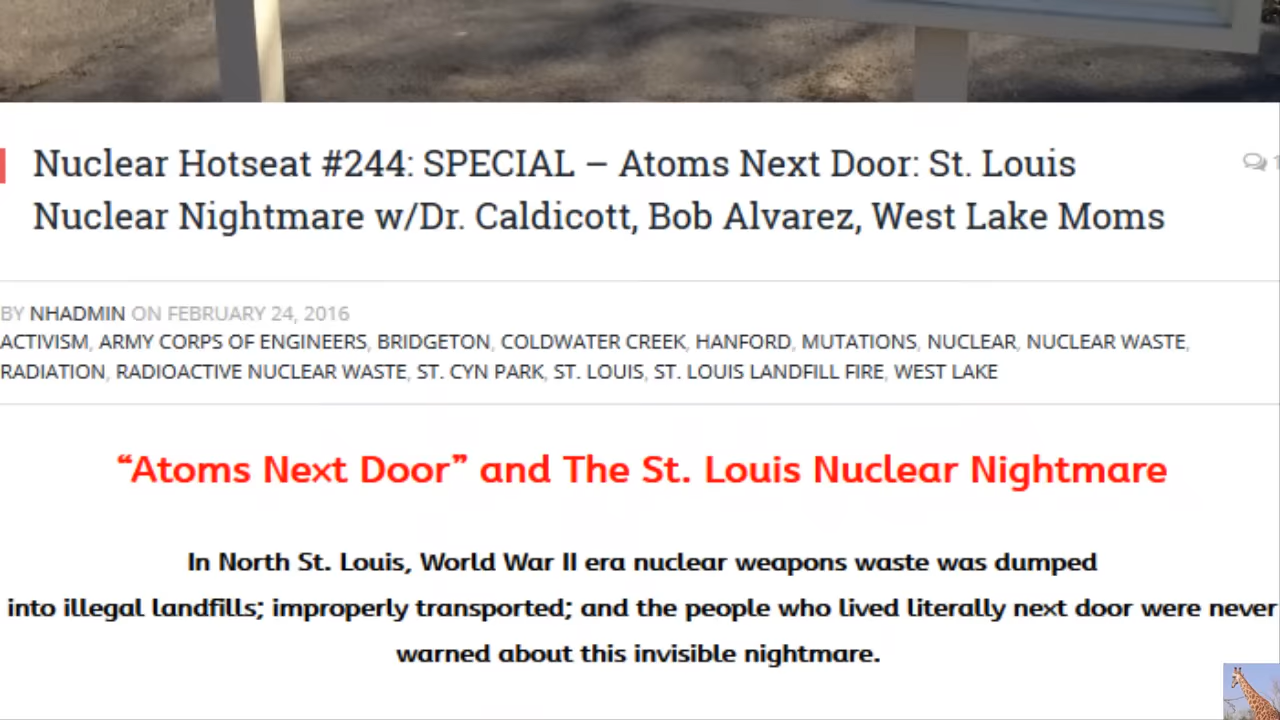 Nuclear Hotseat #244: SPECIAL – Atoms Next Door: St. Louis
Nuclear Nightmare w/Dr. Caldicott, Bob Alvarez, West Lake Moms
BY NHADMIN ON FEBRUARY 24, 2016
ACTIVISM, ARMY CORPS OF ENGINEERS, BRIDGETON, COLDWATER CREEK, HANFORD, MUTATIONS, NUCLEAR, NUCLEAR WASTE,
RADIATION, RADIOACTIVE NUCLEAR WASTE, ST. CYN PARK, ST. LOUIS, ST. LOUIS LANDFILL FIRE, WEST LAKE
“Atoms Next Door” and The St. Louis Nuclear Nightmare
In North St. Louis, World War II era nuclear weapons waste was dumped
into illegal landfills; improperly transported; and the people who lived literally next door were never
warned about this invisible nightmare.